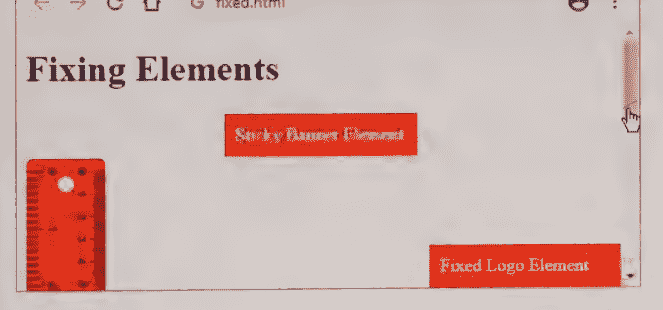 fixed.html
Fixing Elements
Sticky Banner Element
Fixed Logo Element